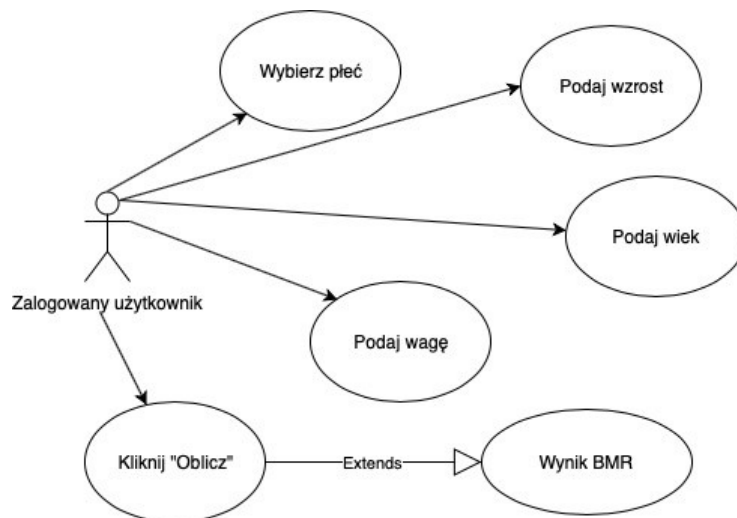 Wybierz płeć
Podaj wzrost
Podaj wiek
Zalogowany użytkownik
Podaj wagę
Kliknij "Oblicz"
Extends
Wynik BMR